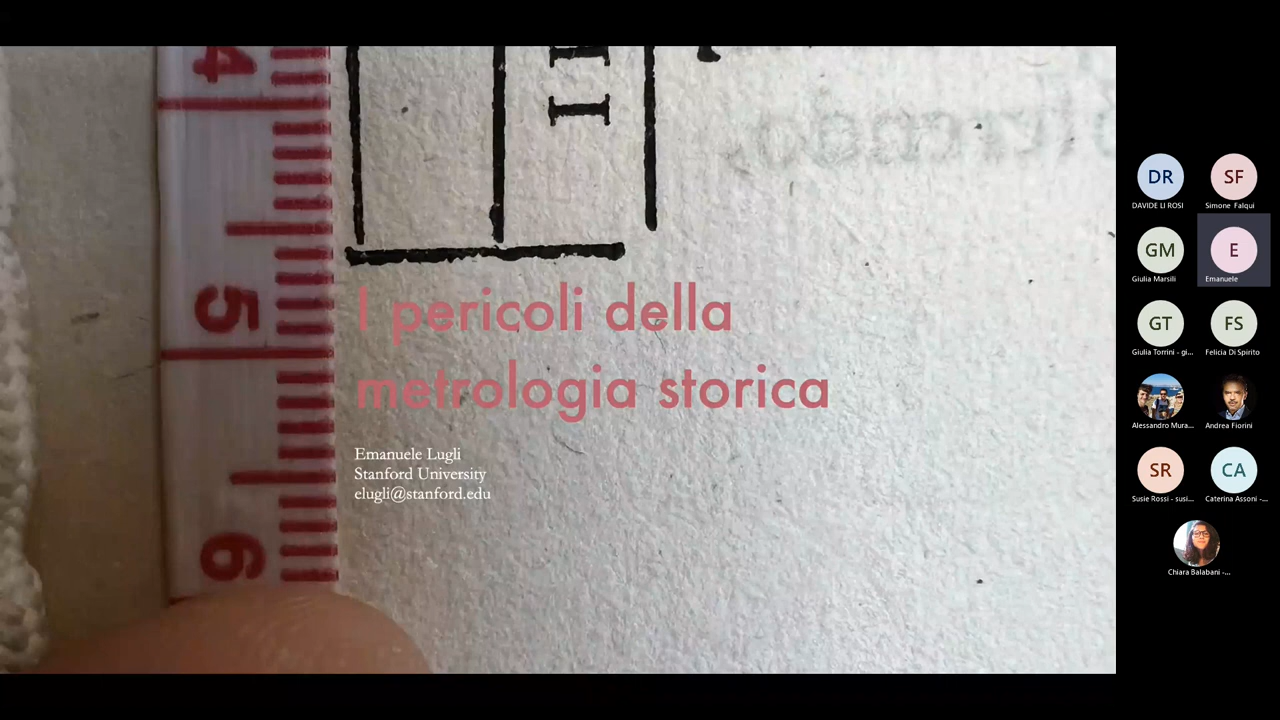 4
5
6
II
I pericoli della
metrologia storica
Emanuele Lugli
Stanford University
elugli@stanford.edu
DR
DAVIDE LI ROSI
SF
Simone Falqui
GM
Giulia Marsili
E
Emanuele
GT
Giulia Torrini - gi...
FS
Felicia Di Spirito
Alessandro Mura...
Andrea Fiorini
SR
Susie Rossi - susi...
CA
Caterina Assoni -...
Chiara Balabani -...